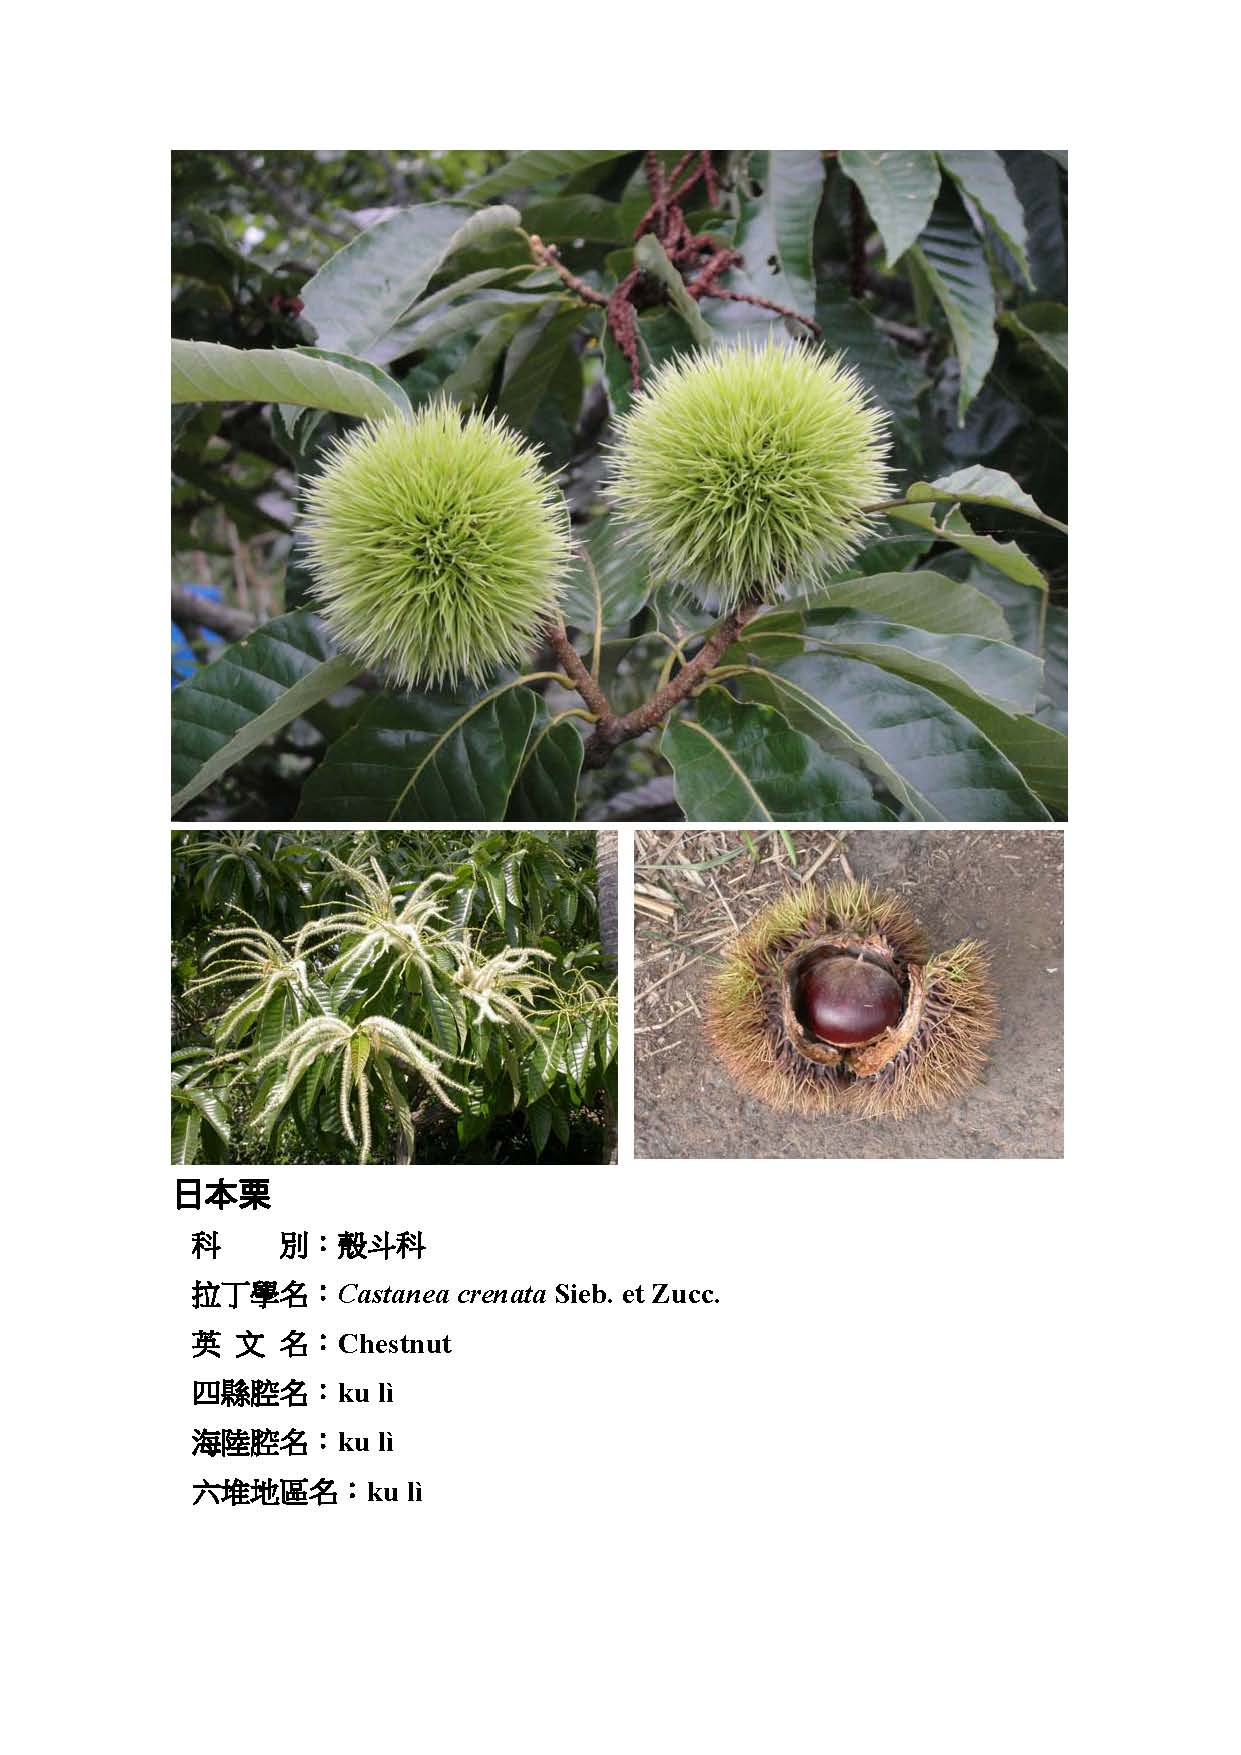 日本栗
科　　別：殼斗科
拉丁學名：Castanea crenata Sieb. et Zucc.
英 文 名：Chestnut
四縣腔名：ku lì
海陸腔名：ku lì
六堆地區名：ku lì